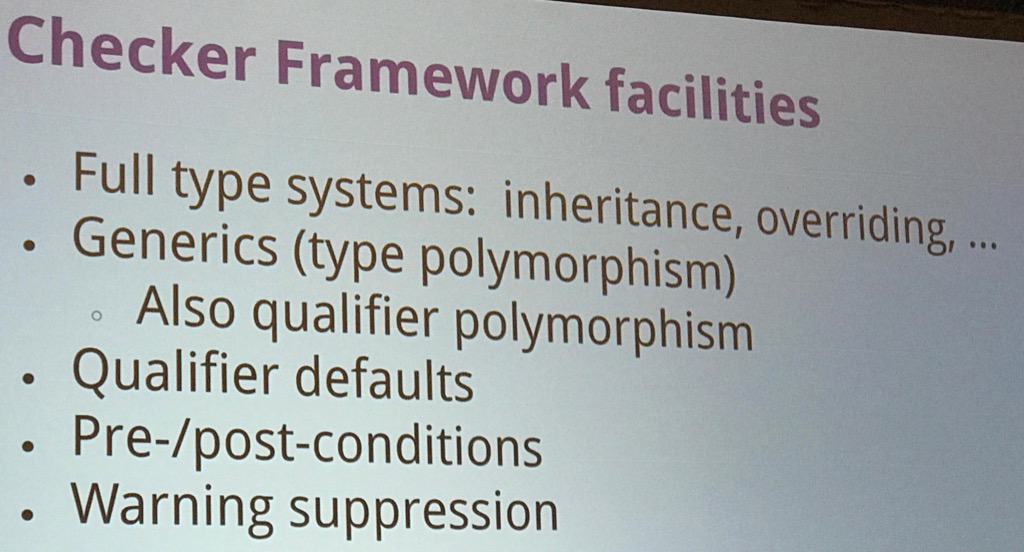 Checker Framework facilities
• Full type systems: inheritance, overriding, ...
• Generics (type polymorphism)
◦ Also qualifier polymorphism
• Qualifier defaults
• Pre-/post-conditions
• Warning suppression